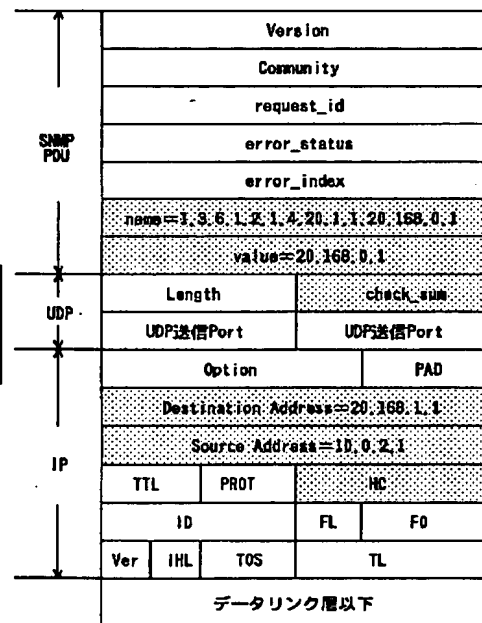 Version
Community
request_id
SNMP
PDU
error_status
error_index
name=1.3.6.1.2.1.4.20.1.1.20.168.0.1
value=20.168.0.1
UDP
Length
check_sum
UDP送信Port
UDP送信Port
IP
Option
PAD
Destination Address=20.168.1.1
Source Address=10.0.2.1
TTL
PROT
HC
ID
FL
FO
Ver
IHL
TOS
TL
データリンク層以下